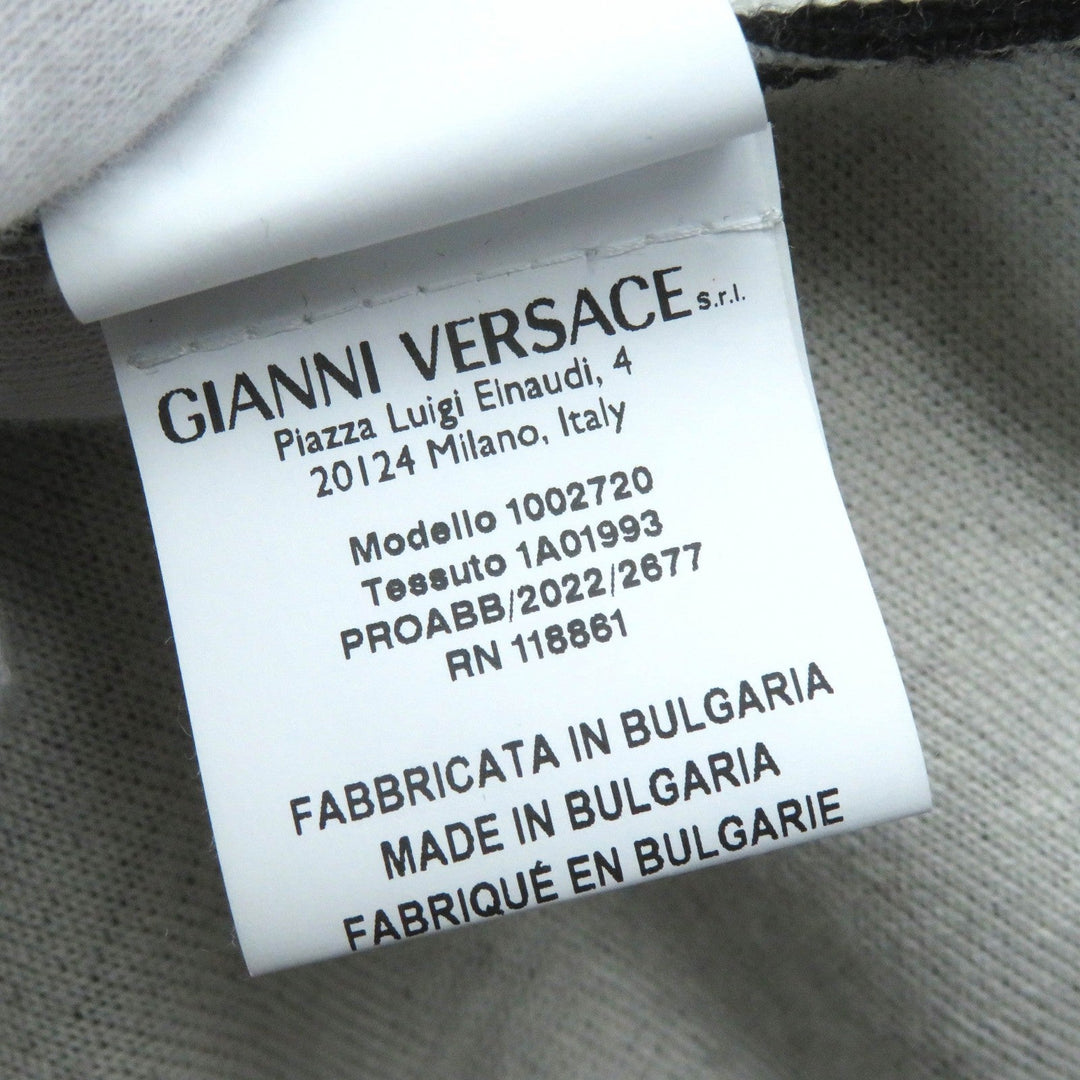 GIANNI VERSACE s.r.l.
Piazza Luigi Einaudi, 4
20124 Milano, Italy
Modello 1002720
Tessuto 1A01993
PROABB/2022/2677
RN 118861
FABBRICATA IN BULGARIA
MADE IN BULGARIA
FABRIQUÉ EN BULGARIE